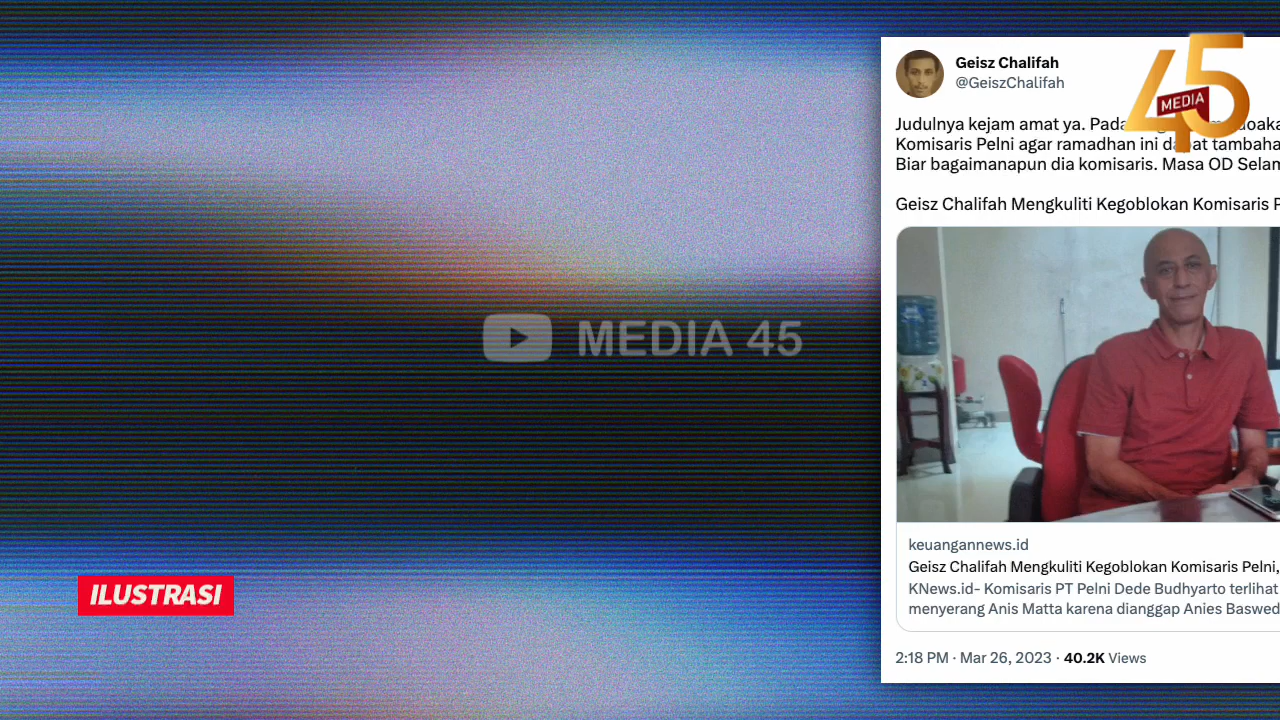 Geisz Chalifah
@GeiszChalifah
45
MEDIA
Judulnya kejam amat ya.
Komisaris Pelni agar ramadhan ini
Biar bagaimanapun dia komisaris. Masa OD
Geisz Chalifah Mengkuliti Kegoblokan Komisaris
MEDIA 45
keuangannews.id
Geisz Chalifah Mengkuliti Kegoblokan Komisaris Pelni,
KNews.id- Komisaris PT Pelni Dede Budhyarto terlihat
menyerang Anis Matta karena dianggap Anies
ILUSTRASI
2:18 PM · Mar 26, 2023 · 40.2K Views